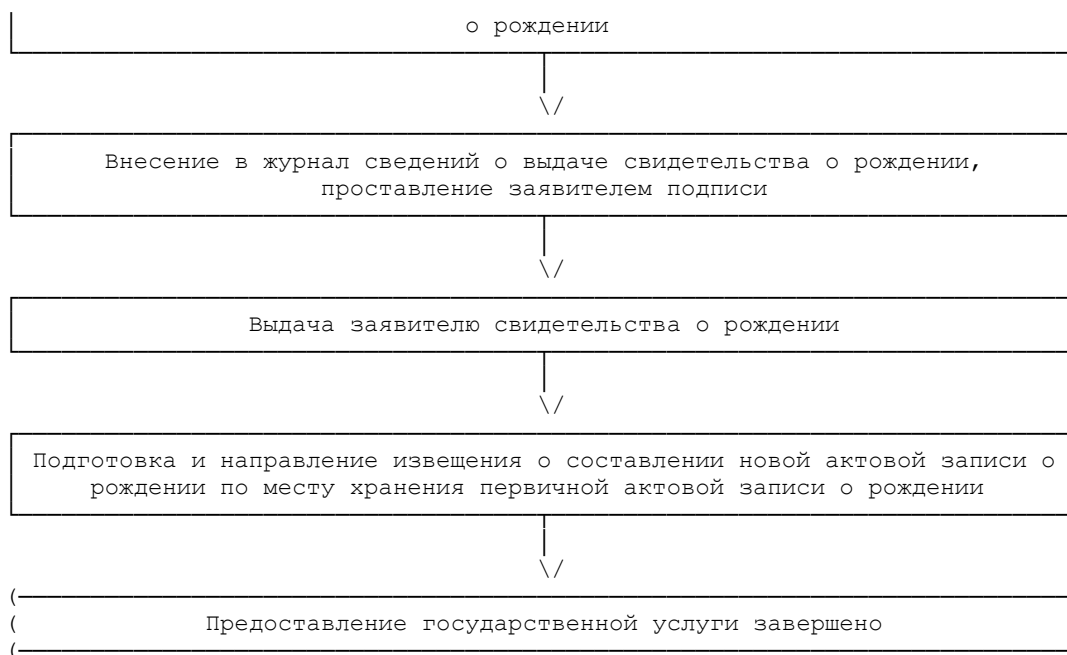 о рождении
\/
Внесение в журнал сведений о выдаче свидетельства о рождении,
проставление заявителем подписи
\/
Выдача заявителю свидетельства о рождении
\/
Подготовка и направление извещения о составлении новой актовой записи о
рождении по месту хранения первичной актовой записи о рождении
\/
(
( Предоставление государственной услуги завершено
(